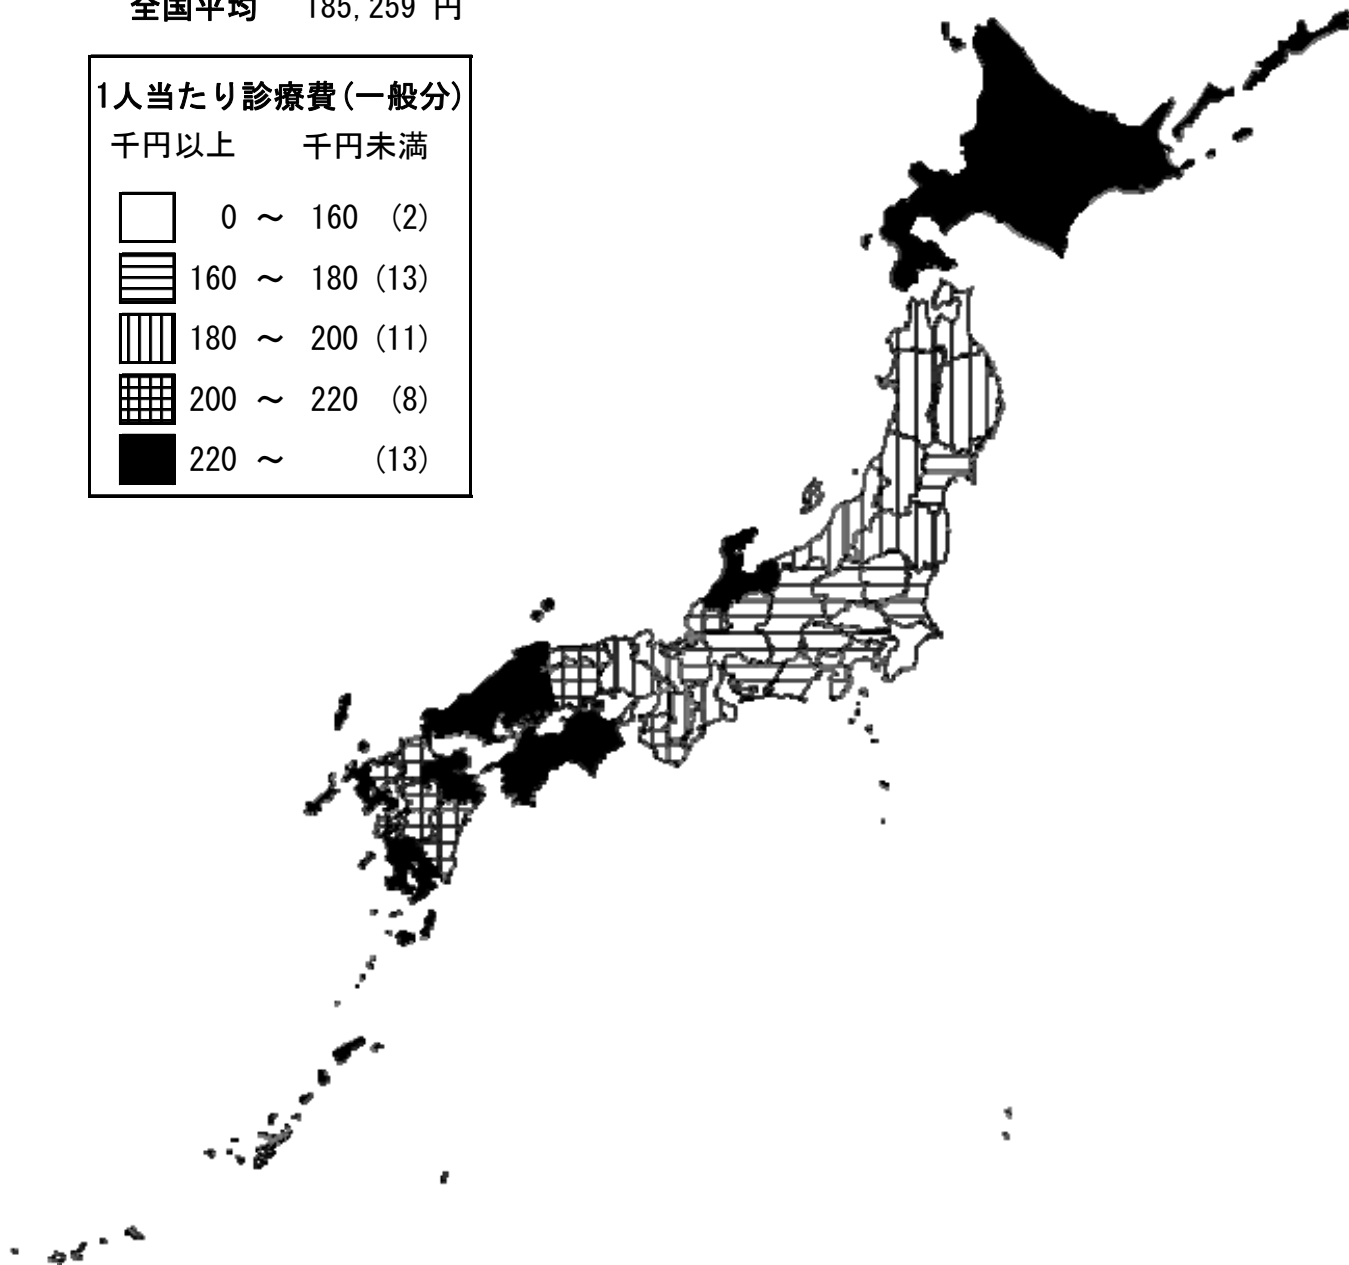 全国平均 185,259 円
1人当たり診療費(一般分)
千円以上 千円未満
0 ～ 160 (2)
160 ～ 180 (13)
180 ～ 200 (11)
200 ～ 220 (8)
220 ～ (13)